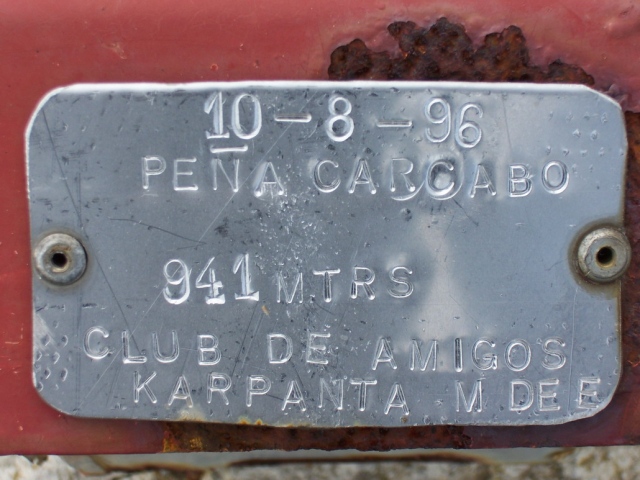 10-8-96
PEÑA CARCABO
941 MTRS
CLUB DE AMIGOS
KARPANTA M DE E